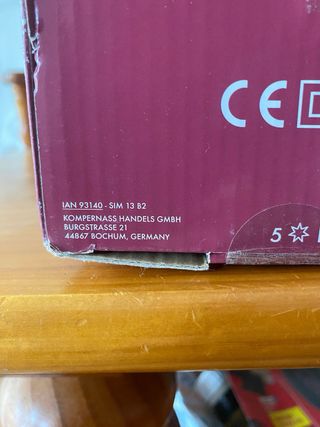 CE
IAN 93140 - SIM 13 B2
KOMPERNASS HANDELS GMBH
BURGSTRASSE 21
44867 BOCHUM, GERMANY
5